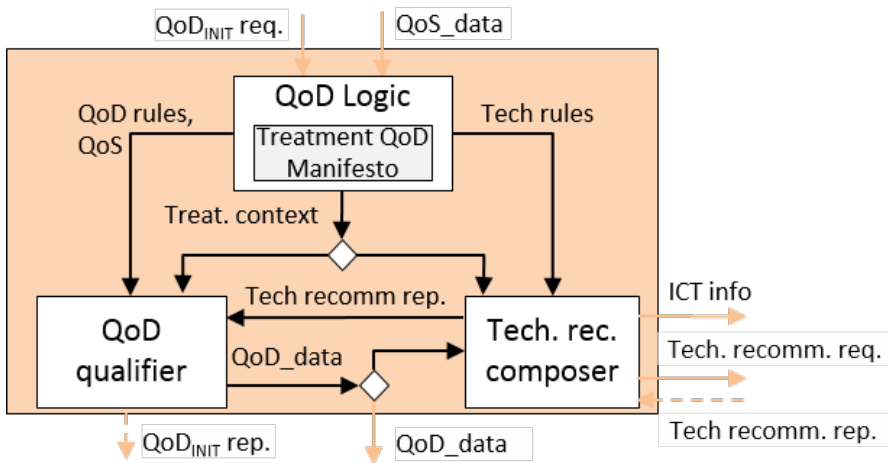 QoD_INIT req.
QoS_data
QoD Logic
Treatment QoD
Manifesto
QoD rules,
QoS
Tech rules
Treat. context
Tech recomm rep.
QoD
qualifier
QoD_data
Tech. rec.
composer
ICT info
Tech. recomm. req.
Tech recomm. rep.
QoD_INIT rep.
QoD_data